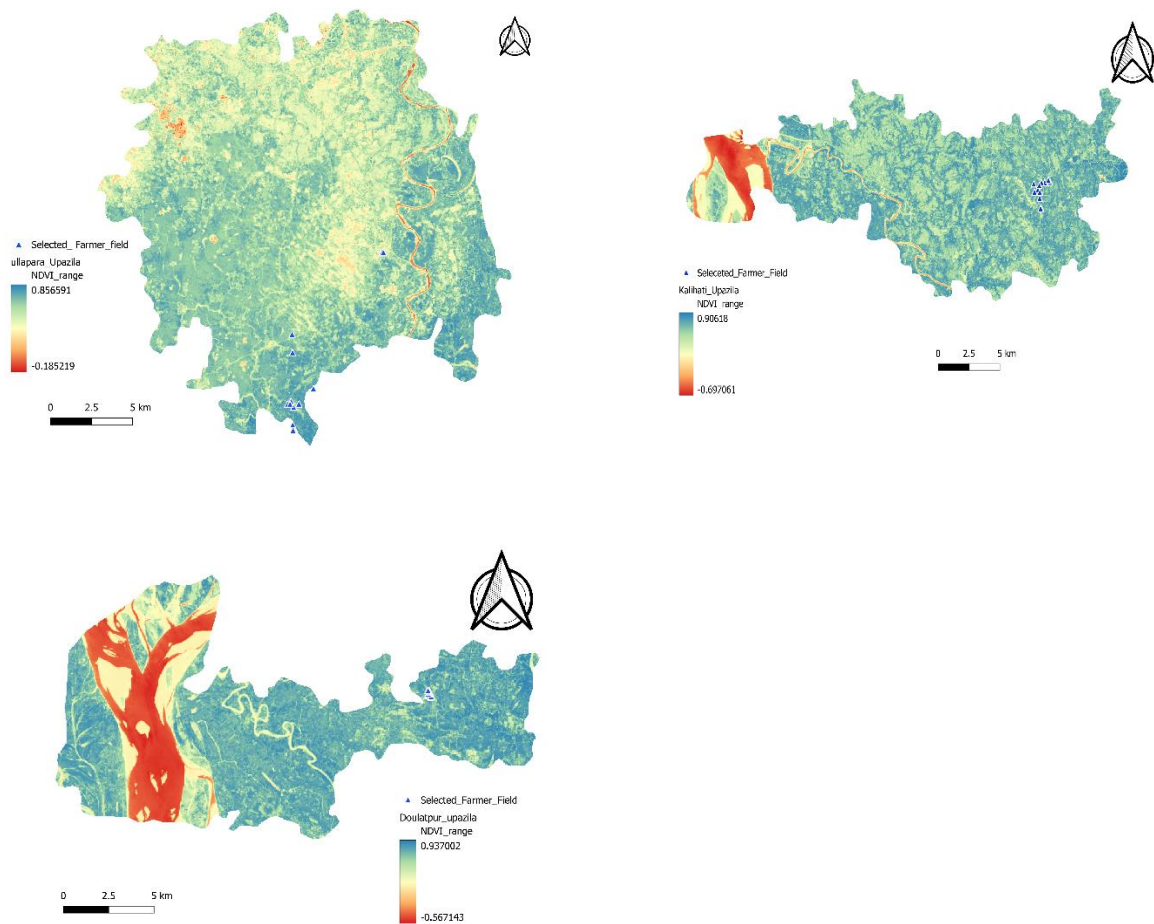 Selected_ Farmer_field
ullapara_Upazila
NDVI_range
0.856591
-0.185219
0 2.5 5 km
Seleceted_Farmer_Field
Kalihati_Upazila
NDVI_range
0.90618
-0.697061
0 2.5 5 km
Selected_Farmer_Field
Doulatpur_upazila
NDVI_range
0.937002
-0.567143
0 2.5 5 km